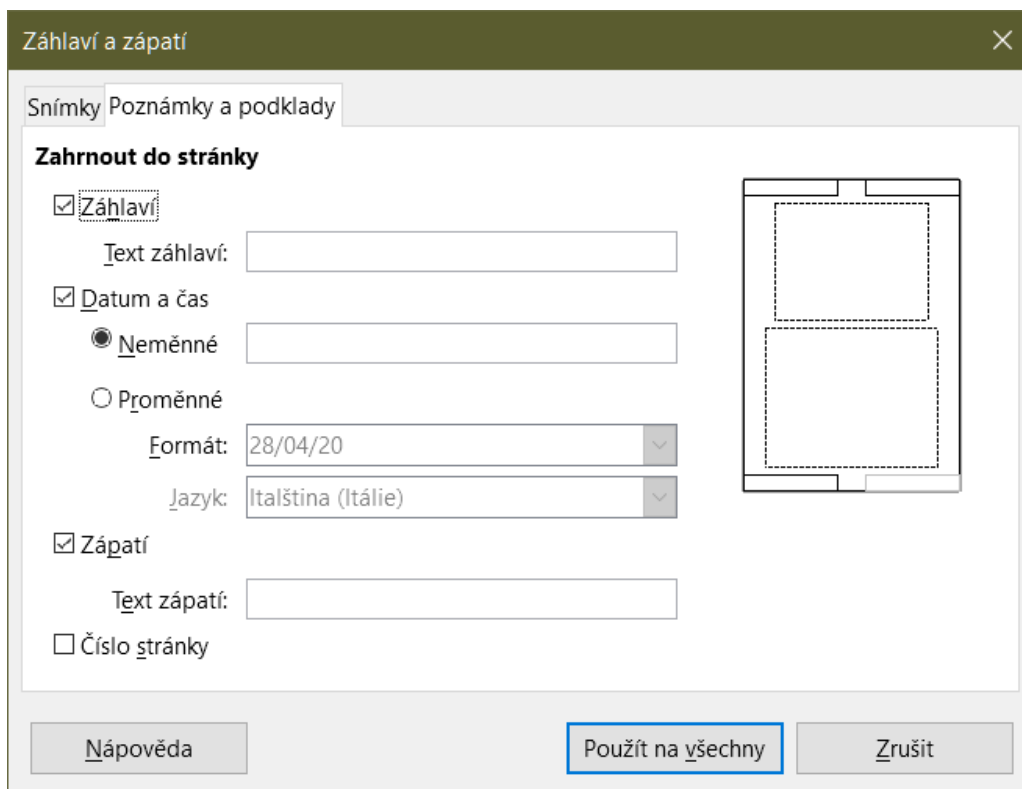 Záhlaví a zápatí
Snímky Poznámky a podklady
Zahrnout do stránky
Záhlaví
Text záhlaví:
Datum a čas
Neměnné
Proměnné
Formát: 28/04/20
Jazyk: Italština (Itálie)
Zápatí
Text zápatí:
Číslo stránky
Nápověda Použít na všechny Zrušit